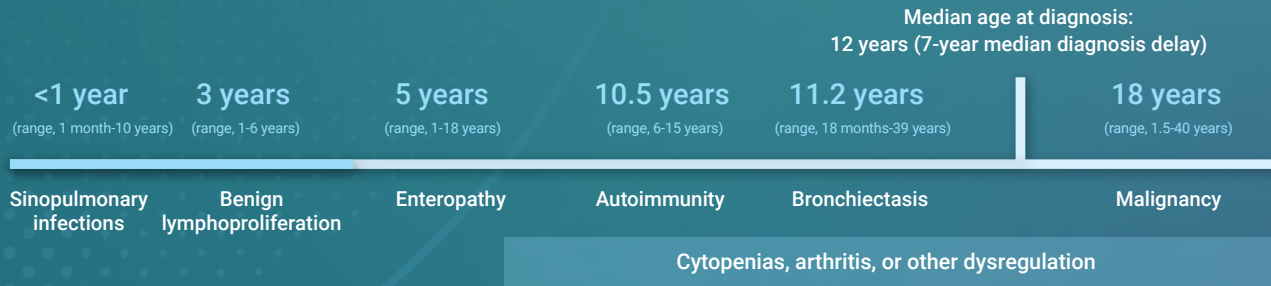 Median age at diagnosis:
12 years (7-year median diagnosis delay)
<1 year
3 years
5 years
10.5 years
11.2 years
18 years
(range, 1 month-10 years)
(range, 1-6 years)
(range, 1-18 years)
(range, 6-15 years)
(range, 18 months-39 years)
(range, 1.5-40 years)
Sinopulmonary
infections
Benign
lymphoproliferation
Enteropathy
Autoimmunity
Bronchiectasis
Malignancy
Cytopenias, arthritis, or other dysregulation